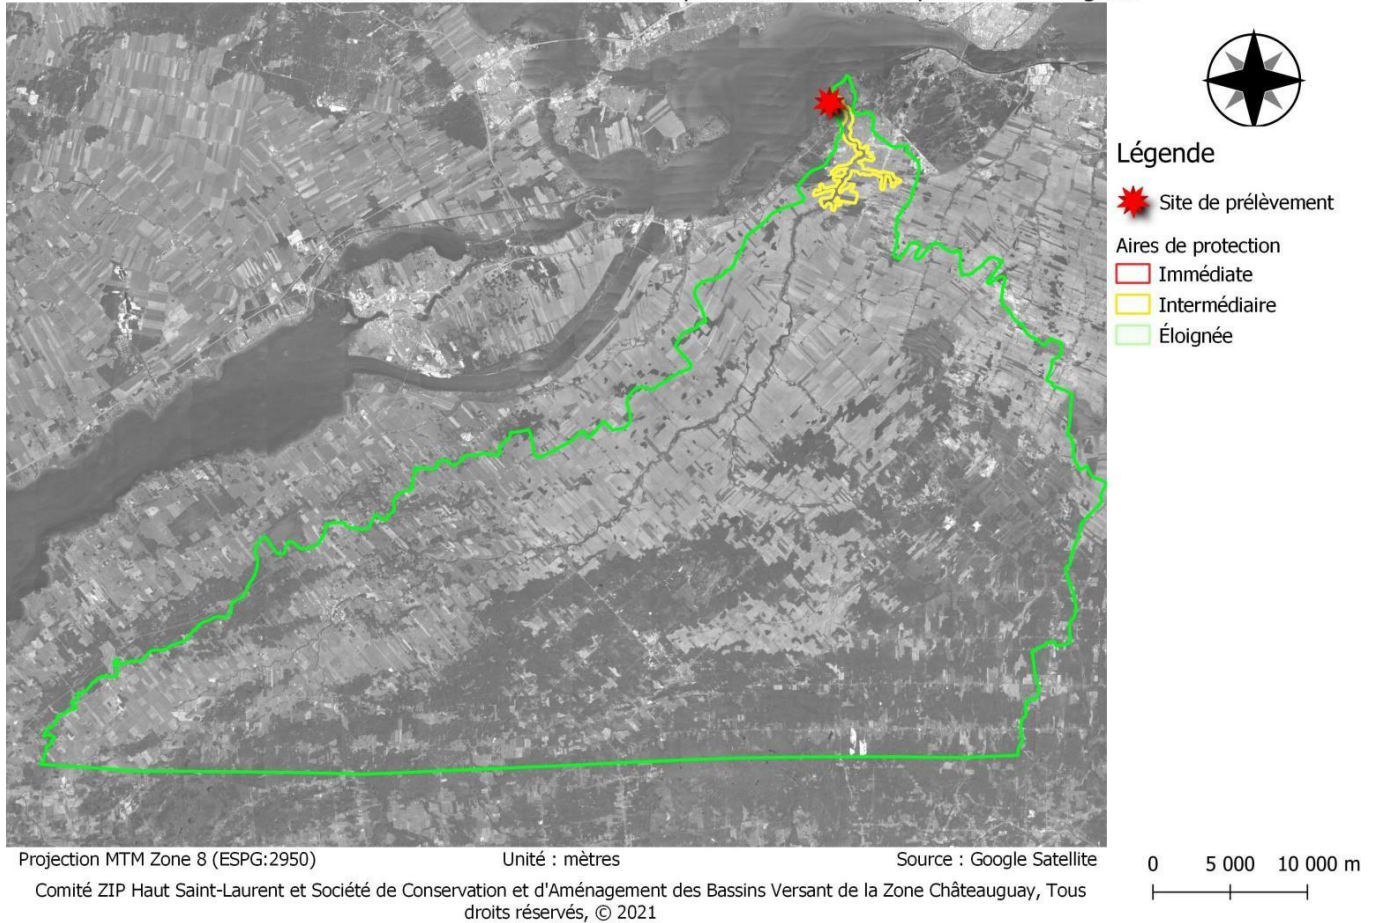 Légende
Site de prélèvement
Aires de protection
Immédiate
Intermédiaire
Éloignée
Projection MTM Zone 8 (ESPG:2950)
Unité : mètres
Source : Google Satellite
0 5 000 10 000 m
Comité ZIP Haut Saint-Laurent et Société de Conservation et d'Aménagement des Bassins Versant de la Zone Châteauguay, Tous
droits réservés, © 2021